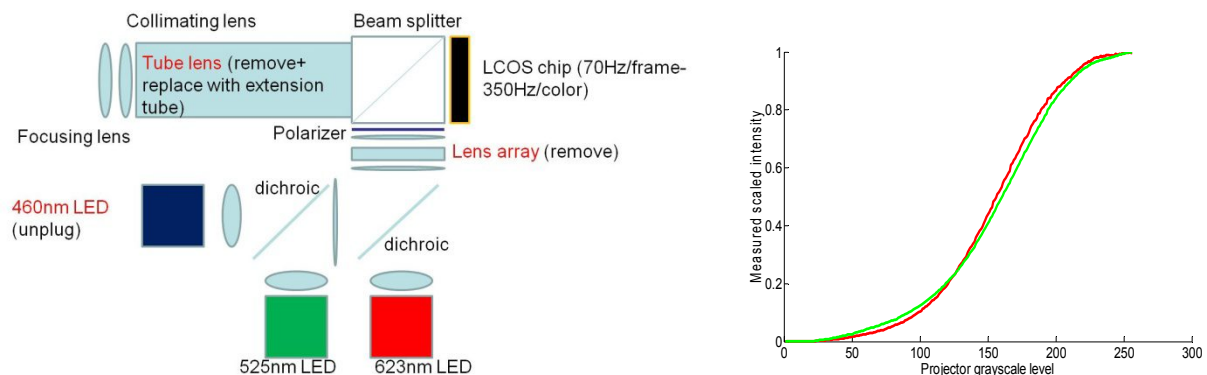 Collimating lens
Beam splitter
Tube lens (remove+
replace with extension
tube)
LCOS chip (70Hz/frame-
350Hz/color)
Focusing lens
Polarizer
Lens array (remove)
460nm LED
(unplug)
dichroic
dichroic
525nm LED
623nm LED
Measured scaled intensity
1
0.8
0.6
0.4
0.2
0
0 50 100 150 200 250 300
Projector grayscale level